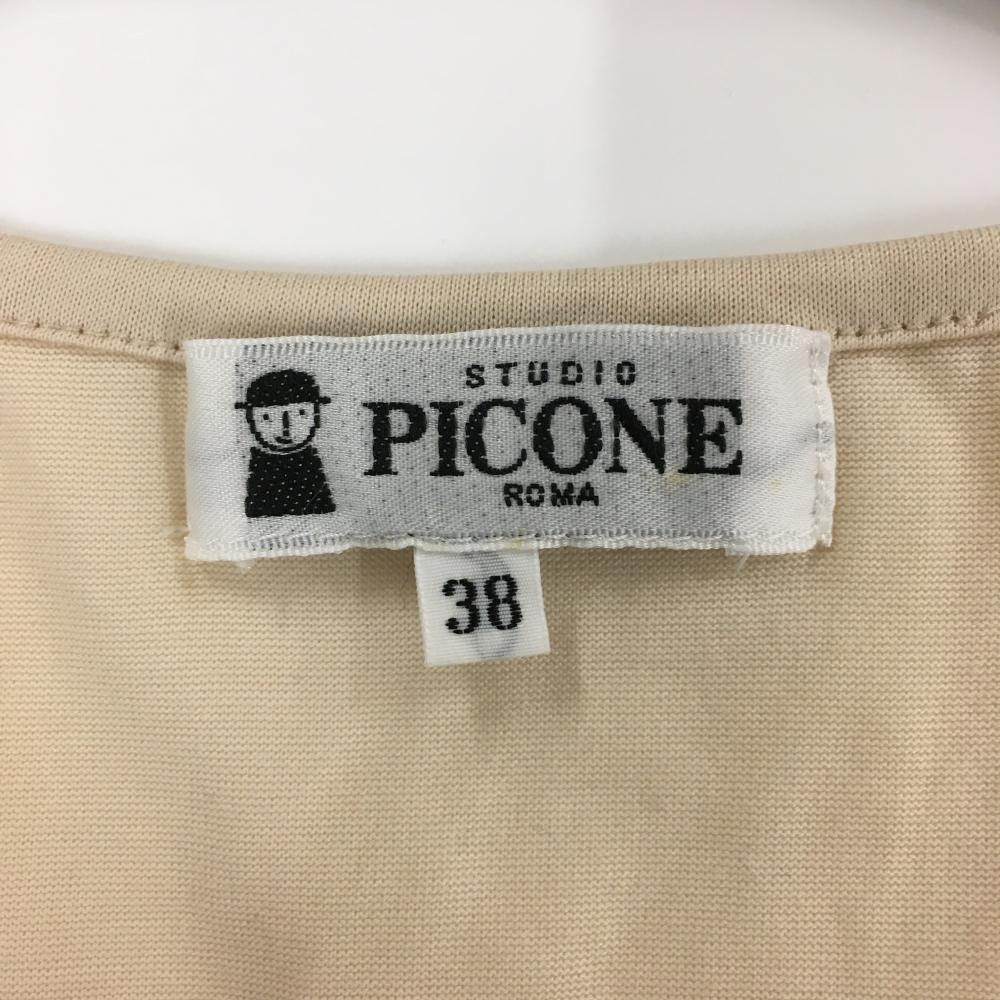 STUDIO
PICONE
ROMA
38